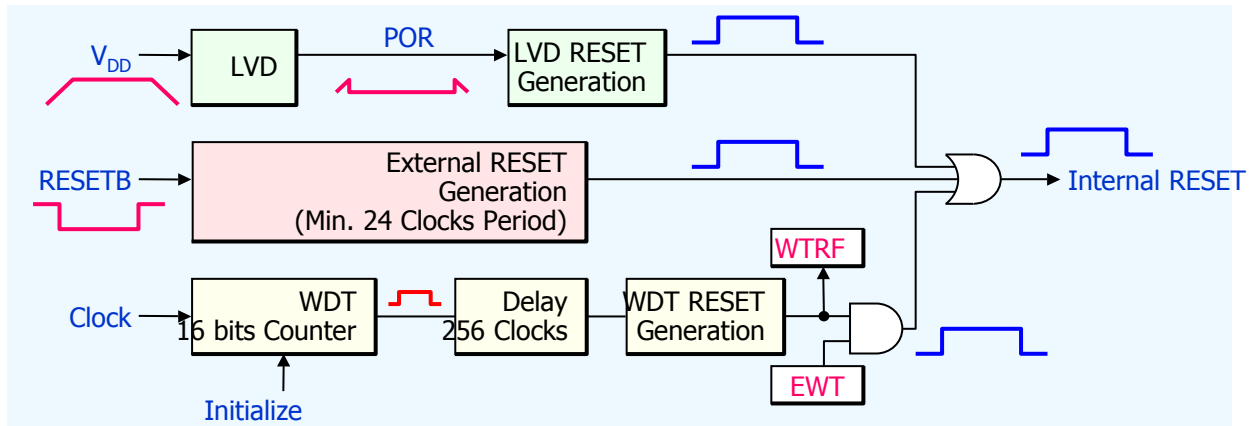 V_DD
LVD
POR
LVD RESET
Generation
RESETB
External RESET
Generation
(Min. 24 Clocks Period)
Internal RESET
WTRF
Clock
WDT
16 bits Counter
Delay
256 Clocks
WDT RESET
Generation
EWT
Initialize